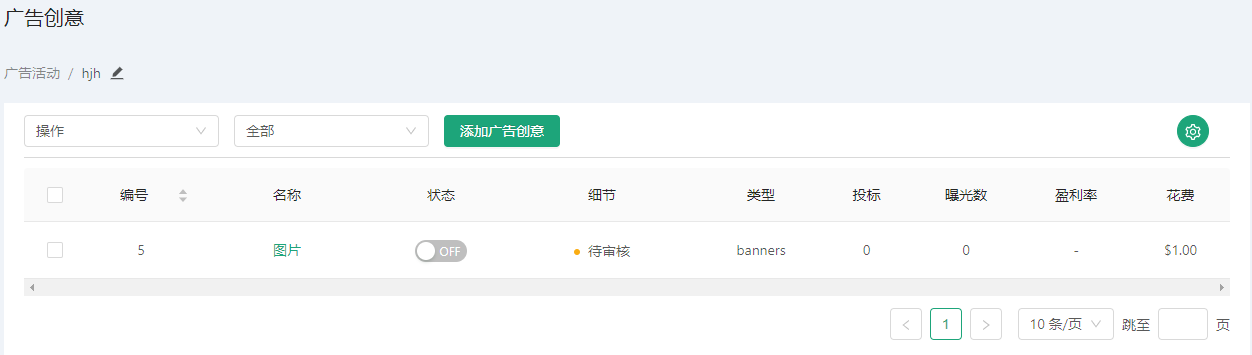 广告创意
广告活动 / hjh
操作 全部 添加广告创意
编号 名称 状态 细节 类型 投标 曝光数 盈利率 花费
5 图片 OFF 待审核 banners 0 0 - $1.00
1 10 条/页 跳至 页